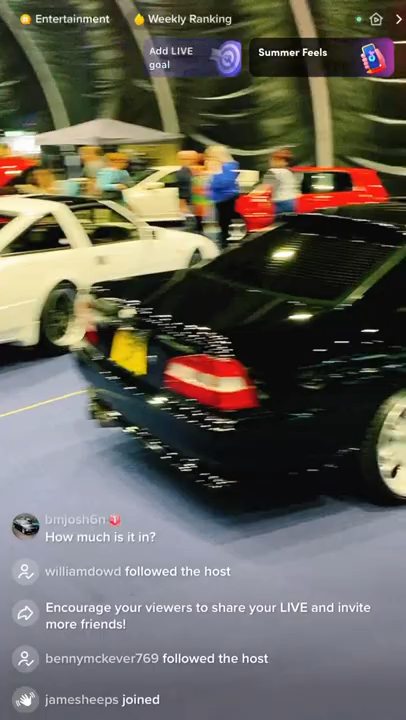 Entertainment
Weekly Ranking
Add LIVE
goal
Summer Feels
bmjosh6n
How much is it in?
williamdowd followed the host
Encourage your viewers to share your LIVE and invite
more friends!
bennymckever769 followed the host
jamesheeps joined